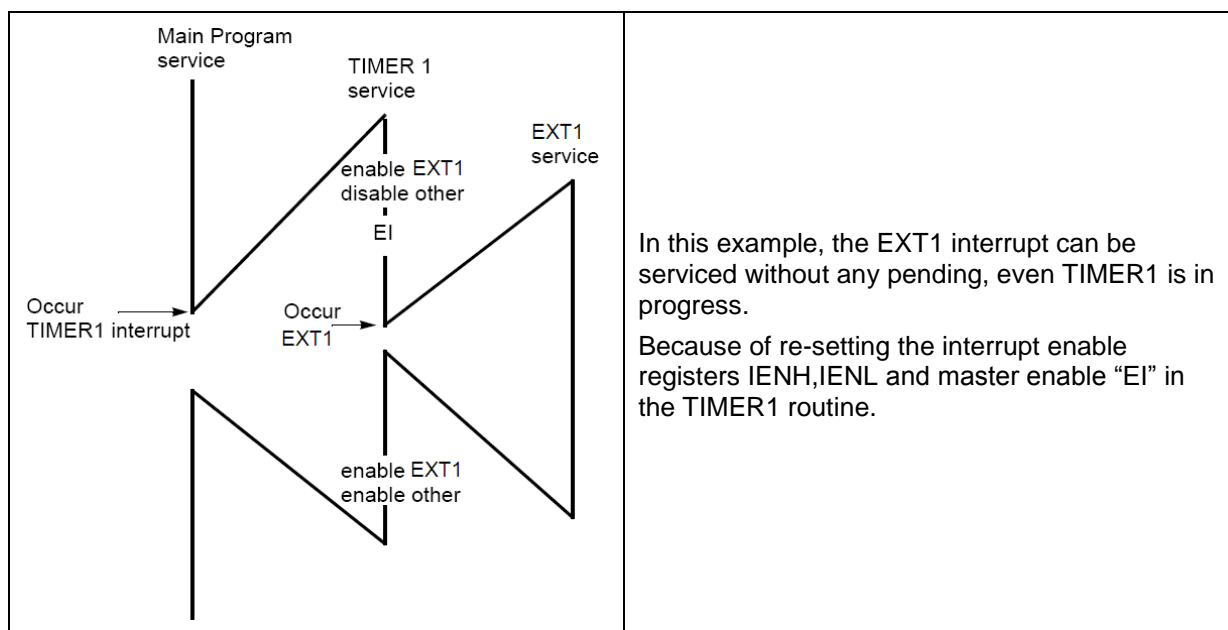 Main Program
service
TIMER 1
service
EXT1
service
enable EXT1
disable other
EI
Occur
TIMER1 interrupt
Occur
EXT1
enable EXT1
enable other
In this example, the EXT1 interrupt can be
serviced without any pending, even TIMER1 is in
progress.
Because of re-setting the interrupt enable
registers IENH,IENL and master enable “EI” in
the TIMER1 routine.